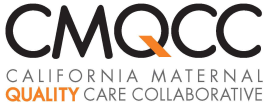 CMQCC
CALIFORNIA MATERNAL
QUALITY CARE COLLABORATIVE